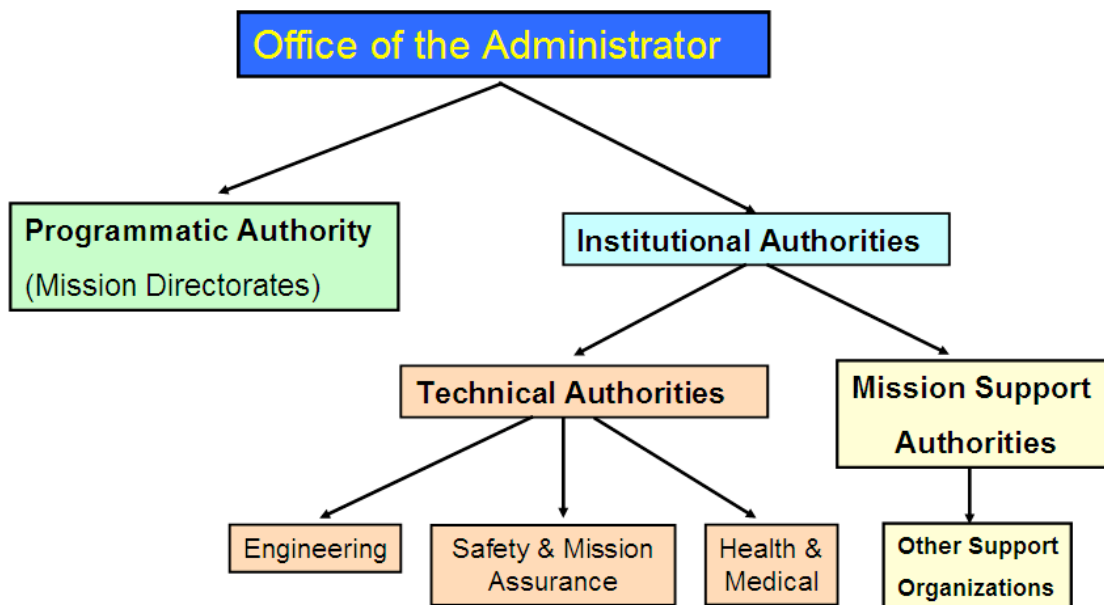 Office of the Administrator
Programmatic Authority
(Mission Directorates)
Institutional Authorities
Technical Authorities
Mission Support
Authorities
Engineering
Safety & Mission
Assurance
Health &
Medical
Other Support
Organizations